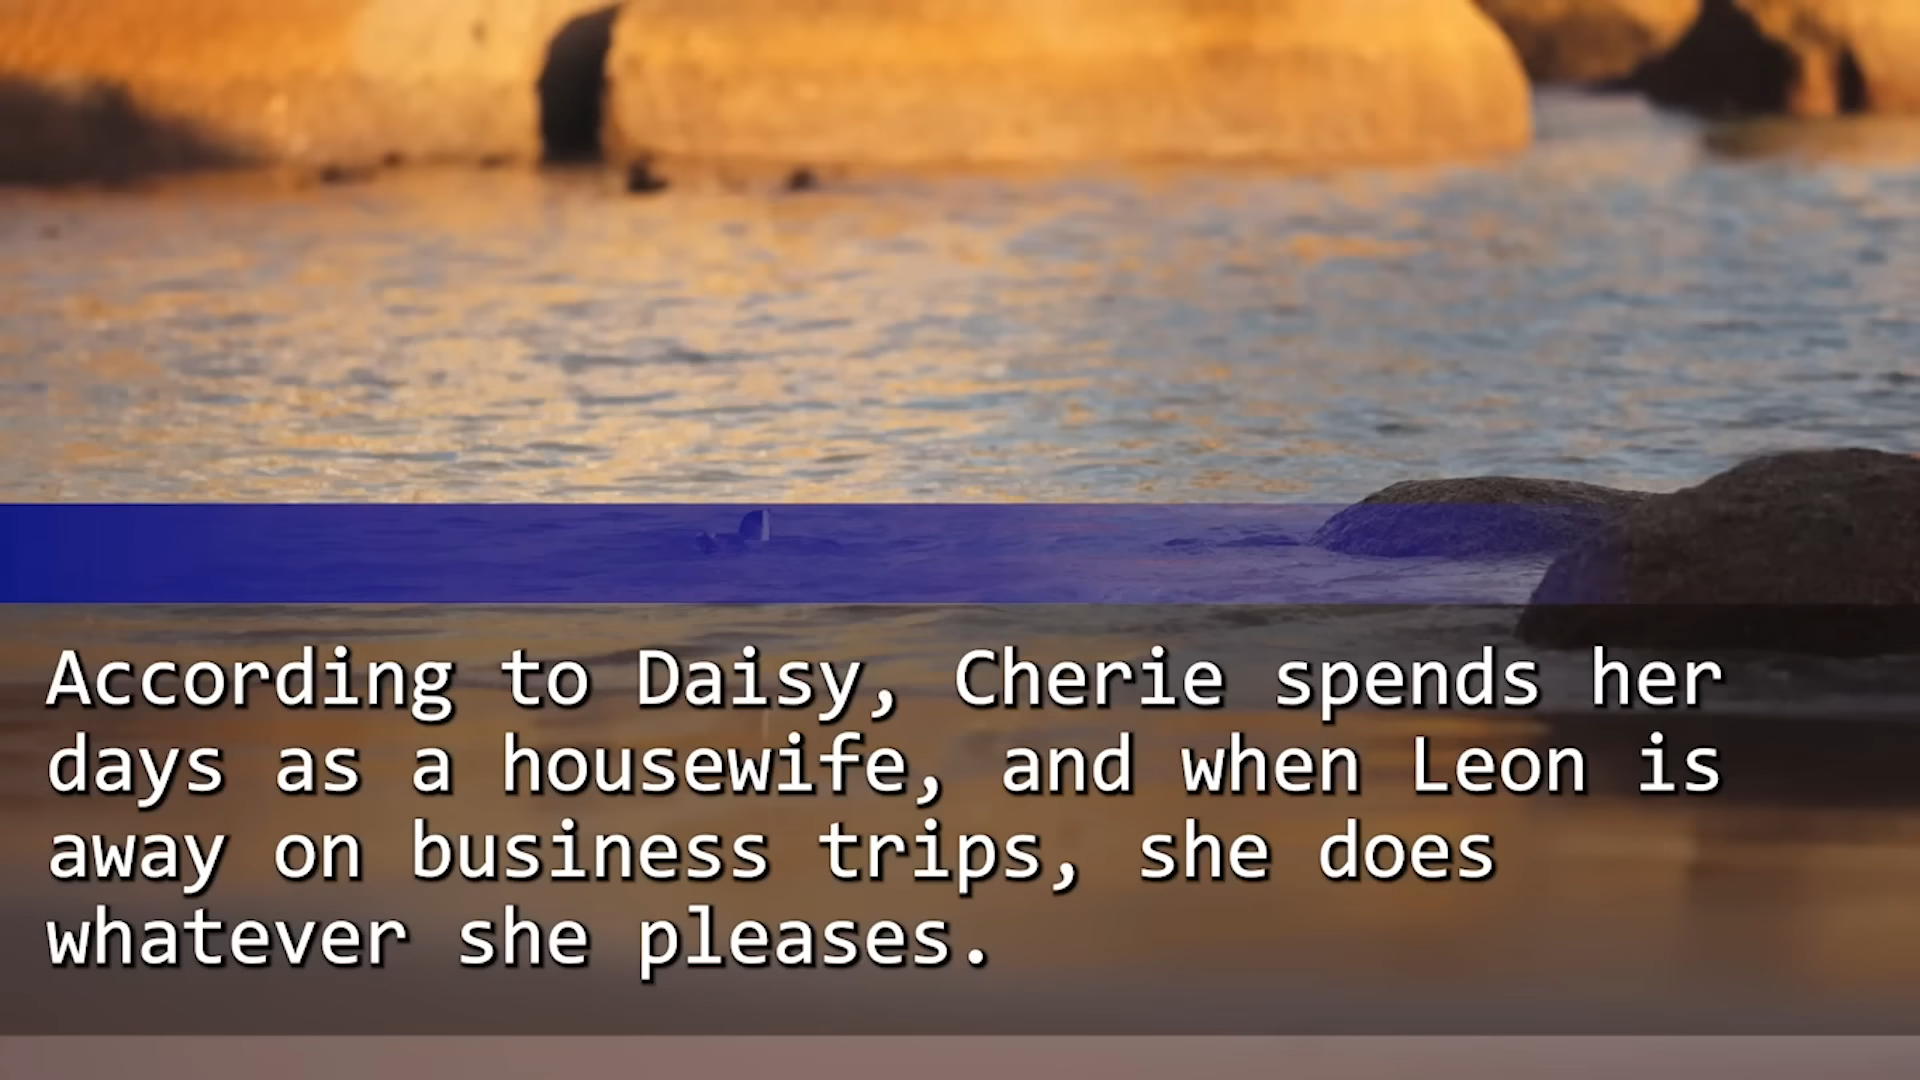 According to Daisy, Cherie spends her
days as a housewife, and when Leon is
away on business trips, she does
whatever she pleases.